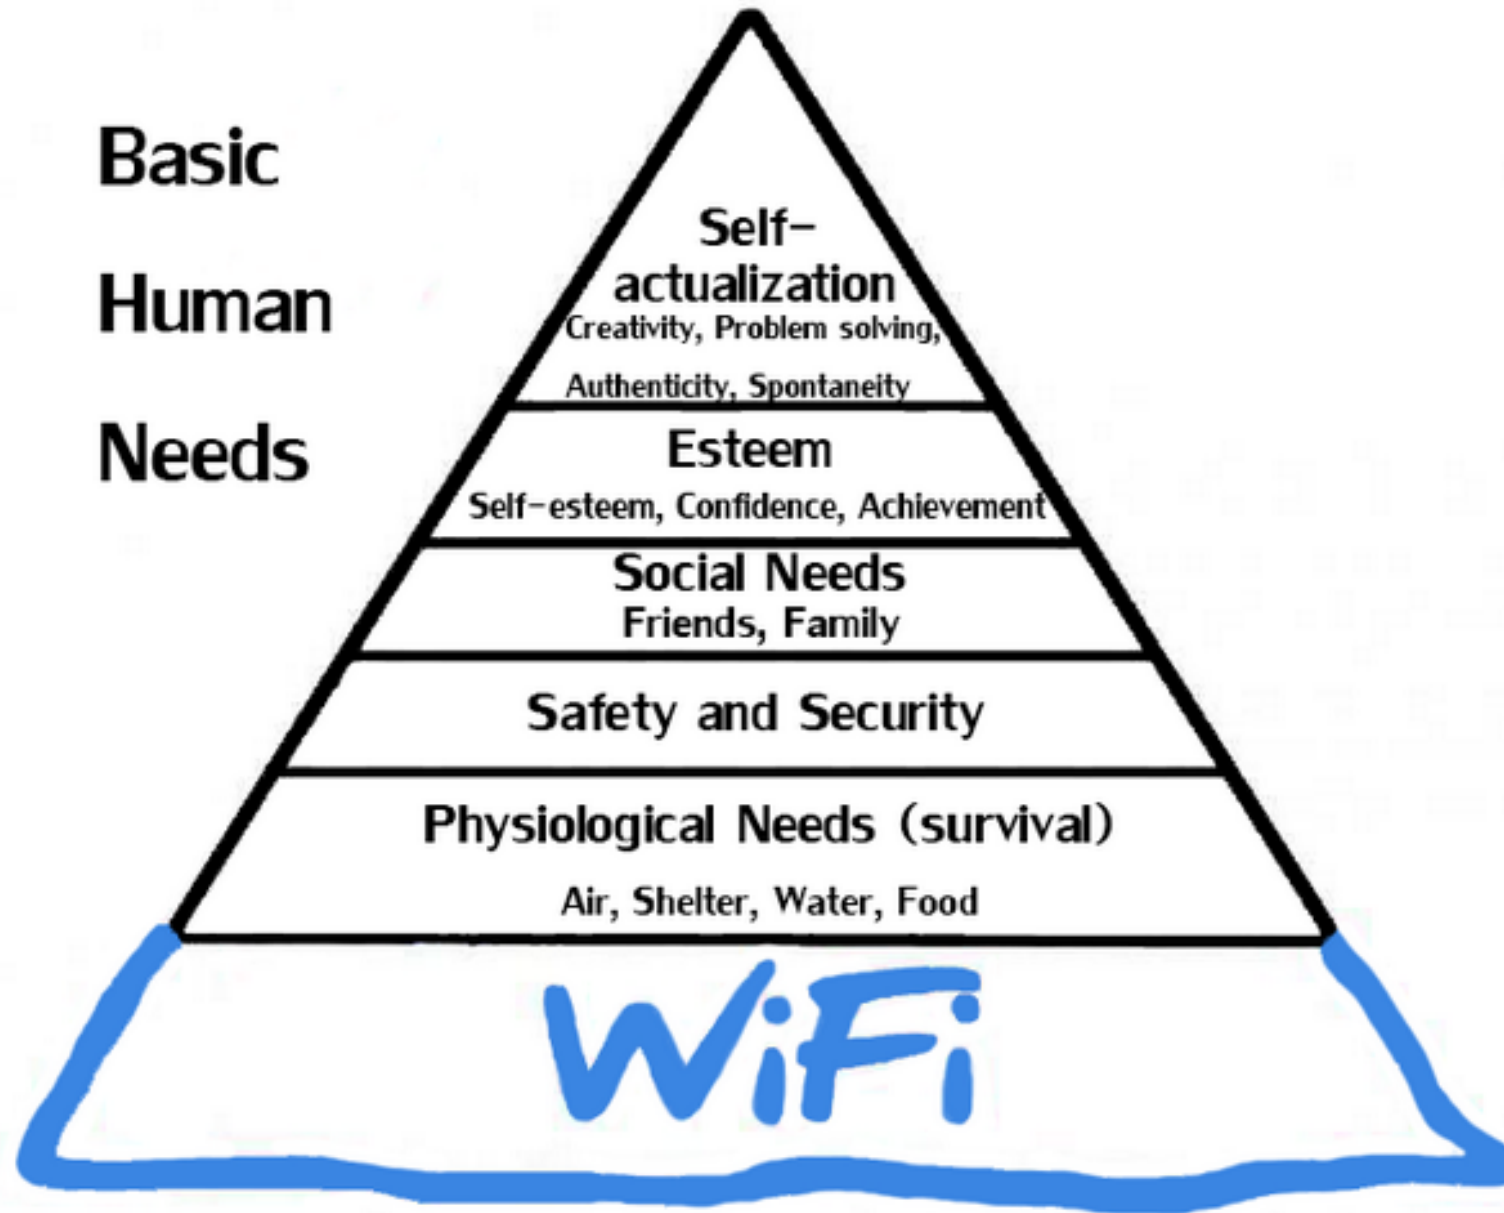 Basic
Human
Needs
Self-
actualization
Creativity, Problem solving,
Authenticity, Spontaneity
Esteem
Self-esteem, Confidence, Achievement
Social Needs
Friends, Family
Safety and Security
Physiological Needs (survival)
Air, Shelter, Water, Food
WiFi